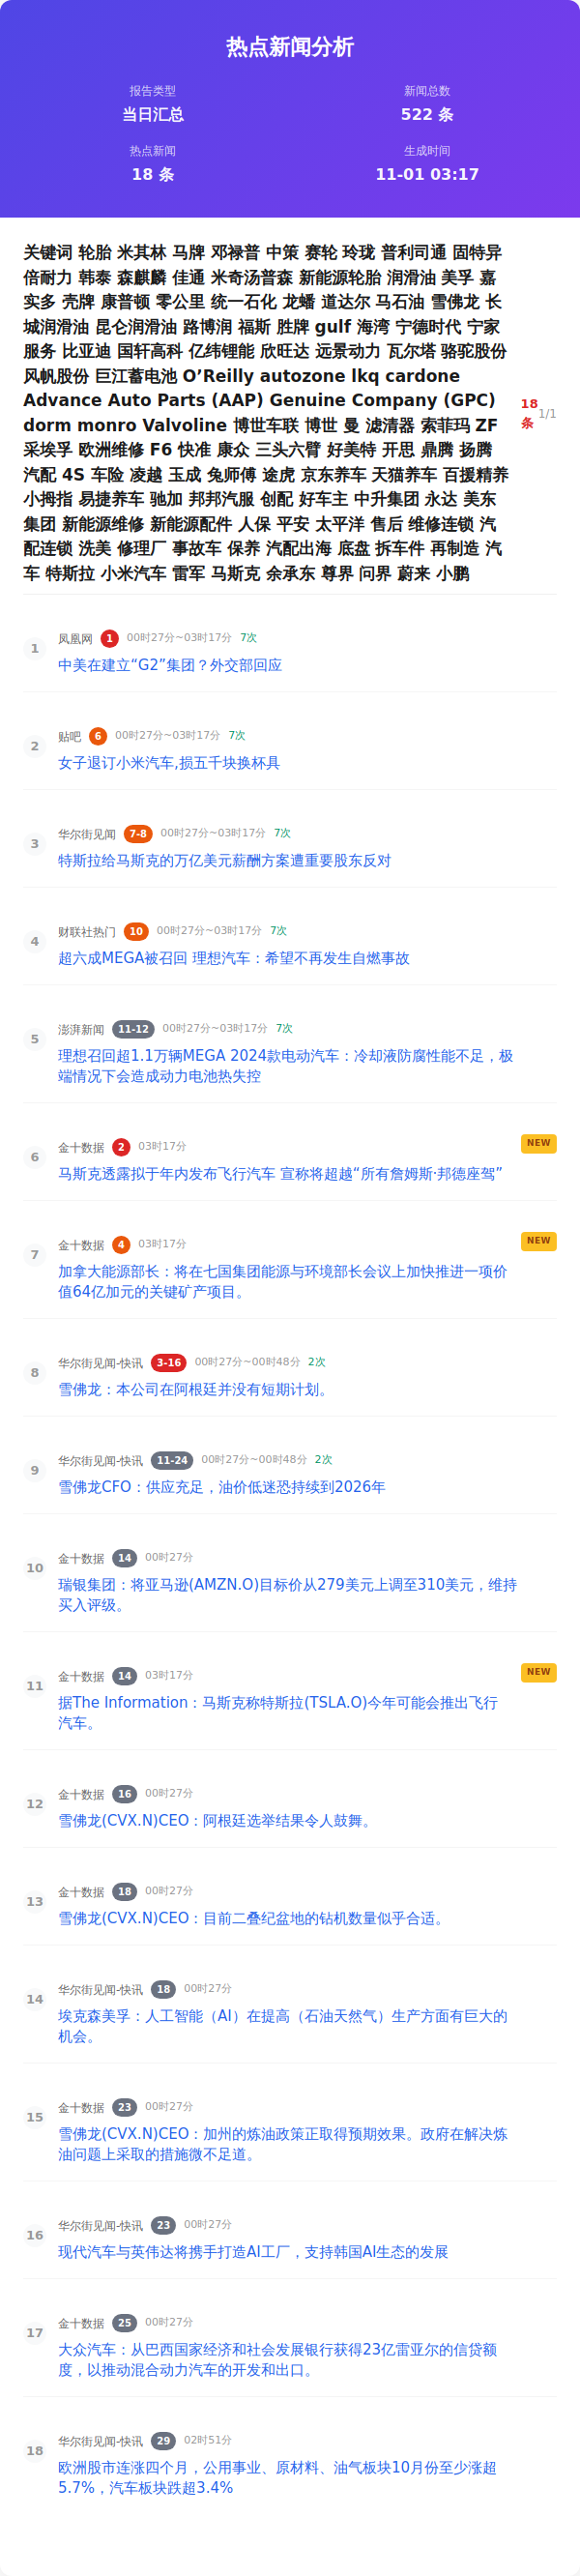 热点新闻分析
报告类型
当日汇总
新闻总数
522 条
热点新闻
18 条
生成时间
11-01 03:17
关键词 轮胎 米其林 马牌 邓禄普 中策 赛轮 玲珑 普利司通 固特异
倍耐力 韩泰 森麒麟 佳通 米奇汤普森 新能源轮胎 润滑油 美孚 嘉
实多 壳牌 康普顿 零公里 统一石化 龙蟠 道达尔 马石油 雪佛龙 长
城润滑油 昆仑润滑油 路博润 福斯 胜牌 gulf 海湾 宁德时代 宁家
服务 比亚迪 国轩高科 亿纬锂能 欣旺达 远景动力 瓦尔塔 骆驼股份
风帆股份 巨江蓄电池 O’Reilly autozone lkq cardone
Advance Auto Parts (AAP) Genuine Company (GPC)
dorm monro Valvoline 博世车联 博世 曼 滤清器 索菲玛 ZF
采埃孚 欧洲维修 F6 快准 康众 三头六臂 好美特 开思 鼎腾 扬腾
汽配 4S 车险 凌越 玉成 兔师傅 途虎 京东养车 天猫养车 百援精养
小拇指 易捷养车 驰加 邦邦汽服 创配 好车主 中升集团 永达 美东
集团 新能源维修 新能源配件 人保 平安 太平洋 售后 维修连锁 汽
配连锁 洗美 修理厂 事故车 保养 汽配出海 底盘 拆车件 再制造 汽
车 特斯拉 小米汽车 雷军 马斯克 余承东 尊界 问界 蔚来 小鹏
18
条
1/1
1
凤凰网 1 00时27分~03时17分 7次
中美在建立“G2”集团？外交部回应
2
贴吧 6 00时27分~03时17分 7次
女子退订小米汽车,损五千块换杯具
3
华尔街见闻 7-8 00时27分~03时17分 7次
特斯拉给马斯克的万亿美元薪酬方案遭重要股东反对
4
财联社热门 10 00时27分~03时17分 7次
超六成MEGA被召回 理想汽车：希望不再发生自燃事故
5
澎湃新闻 11-12 00时27分~03时17分 7次
理想召回超1.1万辆MEGA 2024款电动汽车：冷却液防腐性能不足，极
端情况下会造成动力电池热失控
6
金十数据 2 03时17分
NEW
马斯克透露拟于年内发布飞行汽车 宣称将超越“所有詹姆斯·邦德座驾”
7
金十数据 4 03时17分
NEW
加拿大能源部长：将在七国集团能源与环境部长会议上加快推进一项价
值64亿加元的关键矿产项目。
8
华尔街见闻-快讯 3-16 00时27分~00时48分 2次
雪佛龙：本公司在阿根廷并没有短期计划。
9
华尔街见闻-快讯 11-24 00时27分~00时48分 2次
雪佛龙CFO：供应充足，油价低迷恐持续到2026年
10
金十数据 14 00时27分
瑞银集团：将亚马逊(AMZN.O)目标价从279美元上调至310美元，维持
买入评级。
11
金十数据 14 03时17分
NEW
据The Information：马斯克称特斯拉(TSLA.O)今年可能会推出飞行
汽车。
12
金十数据 16 00时27分
雪佛龙(CVX.N)CEO：阿根廷选举结果令人鼓舞。
13
金十数据 18 00时27分
雪佛龙(CVX.N)CEO：目前二叠纪盆地的钻机数量似乎合适。
14
华尔街见闻-快讯 18 00时27分
埃克森美孚：人工智能（AI）在提高（石油天然气）生产方面有巨大的
机会。
15
金十数据 23 00时27分
雪佛龙(CVX.N)CEO：加州的炼油政策正取得预期效果。政府在解决炼
油问题上采取的措施微不足道。
16
华尔街见闻-快讯 23 00时27分
现代汽车与英伟达将携手打造AI工厂，支持韩国AI生态的发展
17
金十数据 25 00时27分
大众汽车：从巴西国家经济和社会发展银行获得23亿雷亚尔的信贷额
度，以推动混合动力汽车的开发和出口。
18
华尔街见闻-快讯 29 02时51分
欧洲股市连涨四个月，公用事业、原材料、油气板块10月份至少涨超
5.7%，汽车板块跌超3.4%